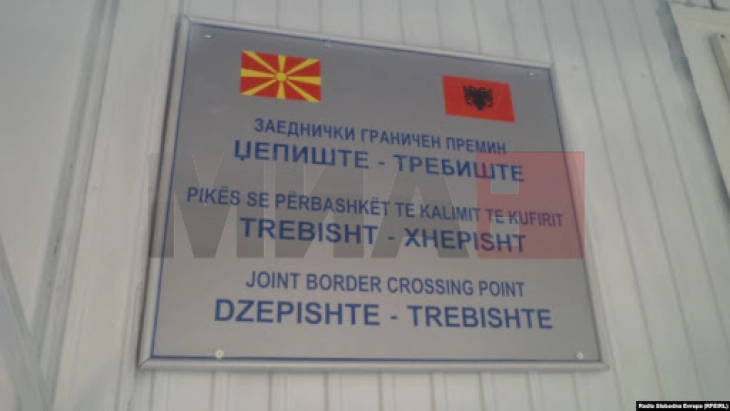 ЗАЕДНИЧКИ ГРАНИЧЕН ПРЕМИН
ЏЕПИШТЕ - ТРЕБИШТЕ
PIKËS SE PËRBASHKËT TE KALIMIT TE KUFIRIT
TREBISHT - XHEPISHT
JOINT BORDER CROSSING POINT
DZEPISHTE - TREBISHTE
МИА
Radio Slobodna Evropa (RFE/RL)